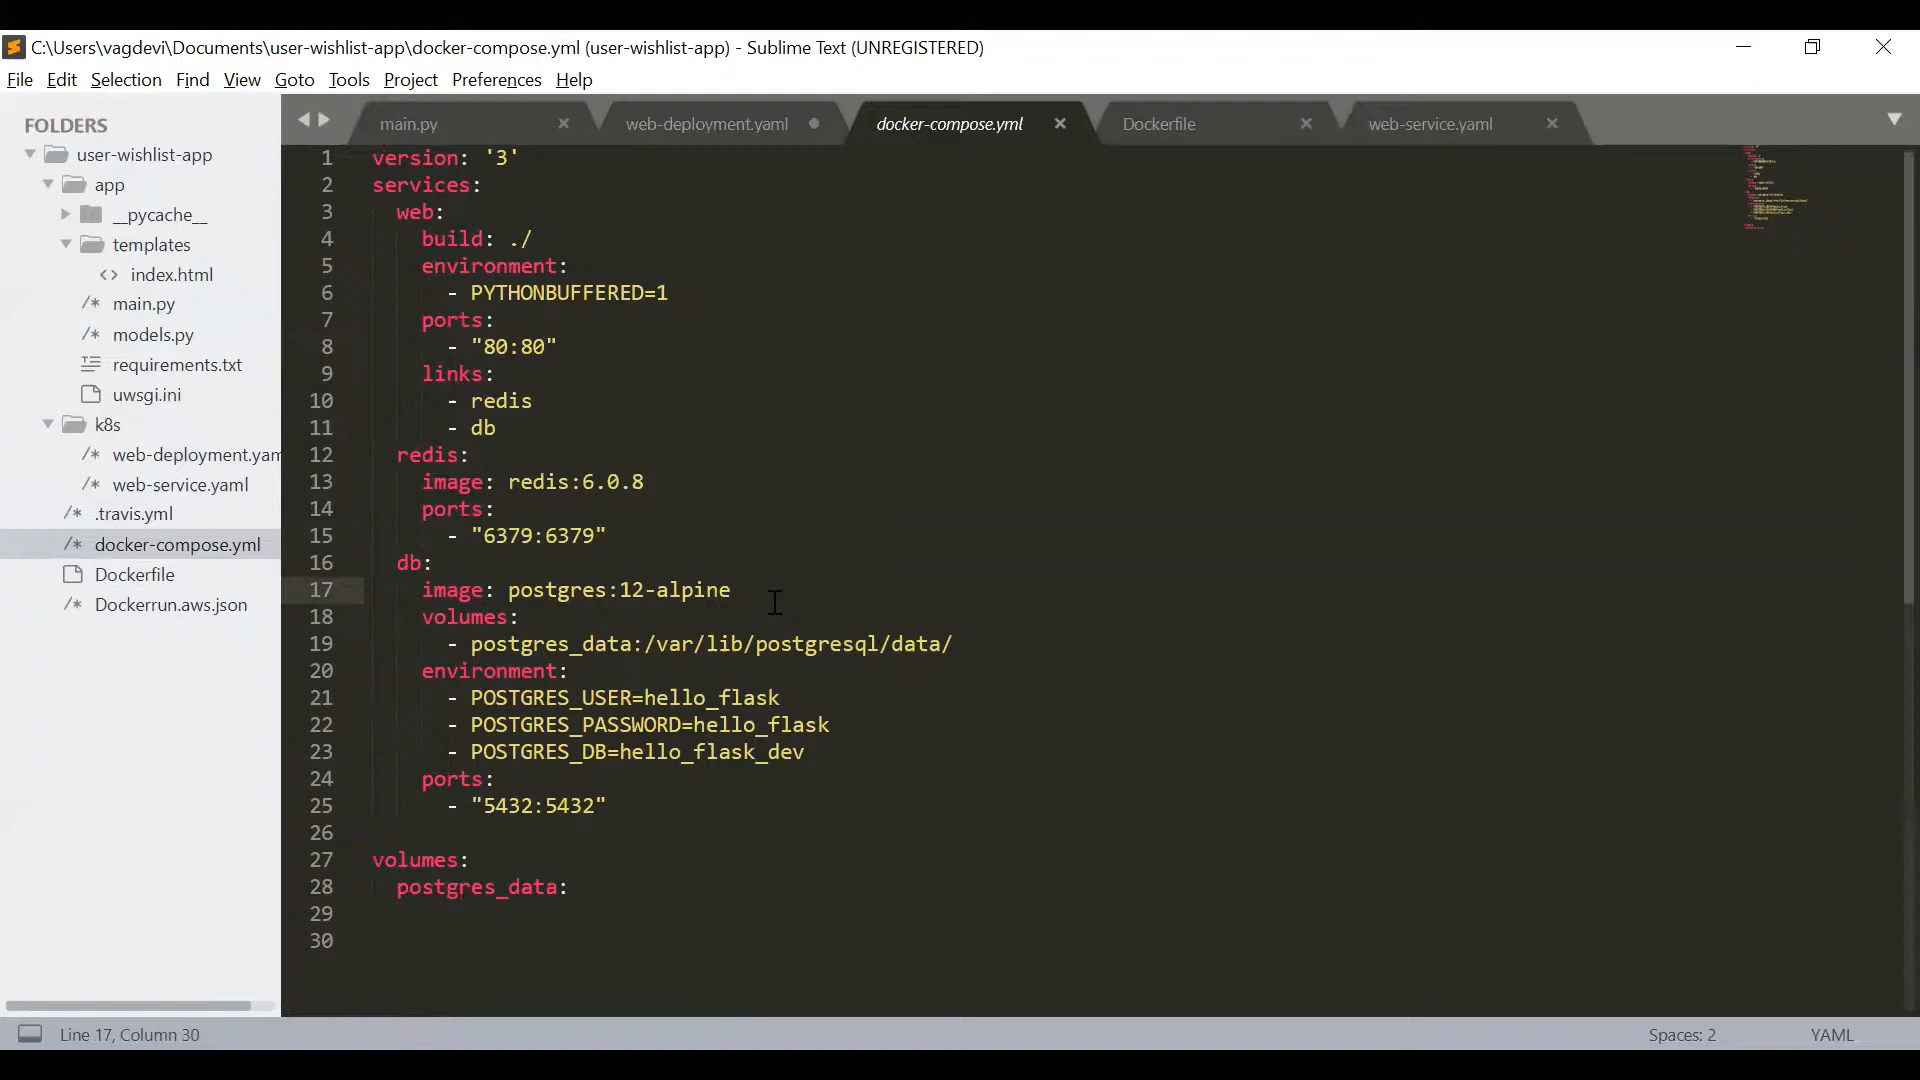 C:\Users\vagdevi\Documents\user-wishlist-app\docker-compose.yml (user-wishlist-app) - Sublime Text (UNREGISTERED)
File Edit Selection Find View Goto Tools Project Preferences Help
FOLDERS
user-wishlist-app
app
__pycache__
templates
<> index.html
/* main.py
/* models.py
requirements.txt
uwsgi.ini
k8s
/* web-deployment.yam
/* web-service.yaml
/* .travis.yml
/* docker-compose.yml
Dockerfile
/* Dockerrun.aws.json
main.py web-deployment.yaml docker-compose.yml Dockerfile web-service.yaml
1 version: '3'
2 services:
3 web:
4 build: ./
5 environment:
6 - PYTHONBUFFERED=1
7 ports:
8 - "80:80"
9 links:
10 - redis
11 - db
12 redis:
13 image: redis:6.0.8
14 ports:
15 - "6379:6379"
16 db:
17 image: postgres:12-alpine
18 volumes:
19 - postgres_data:/var/lib/postgresql/data/
20 environment:
21 - POSTGRES_USER=hello_flask
22 - POSTGRES_PASSWORD=hello_flask
23 - POSTGRES_DB=hello_flask_dev
24 ports:
25 - "5432:5432"
26
27 volumes:
28 postgres_data:
29
30
Line 17, Column 30 Spaces: 2 YAML